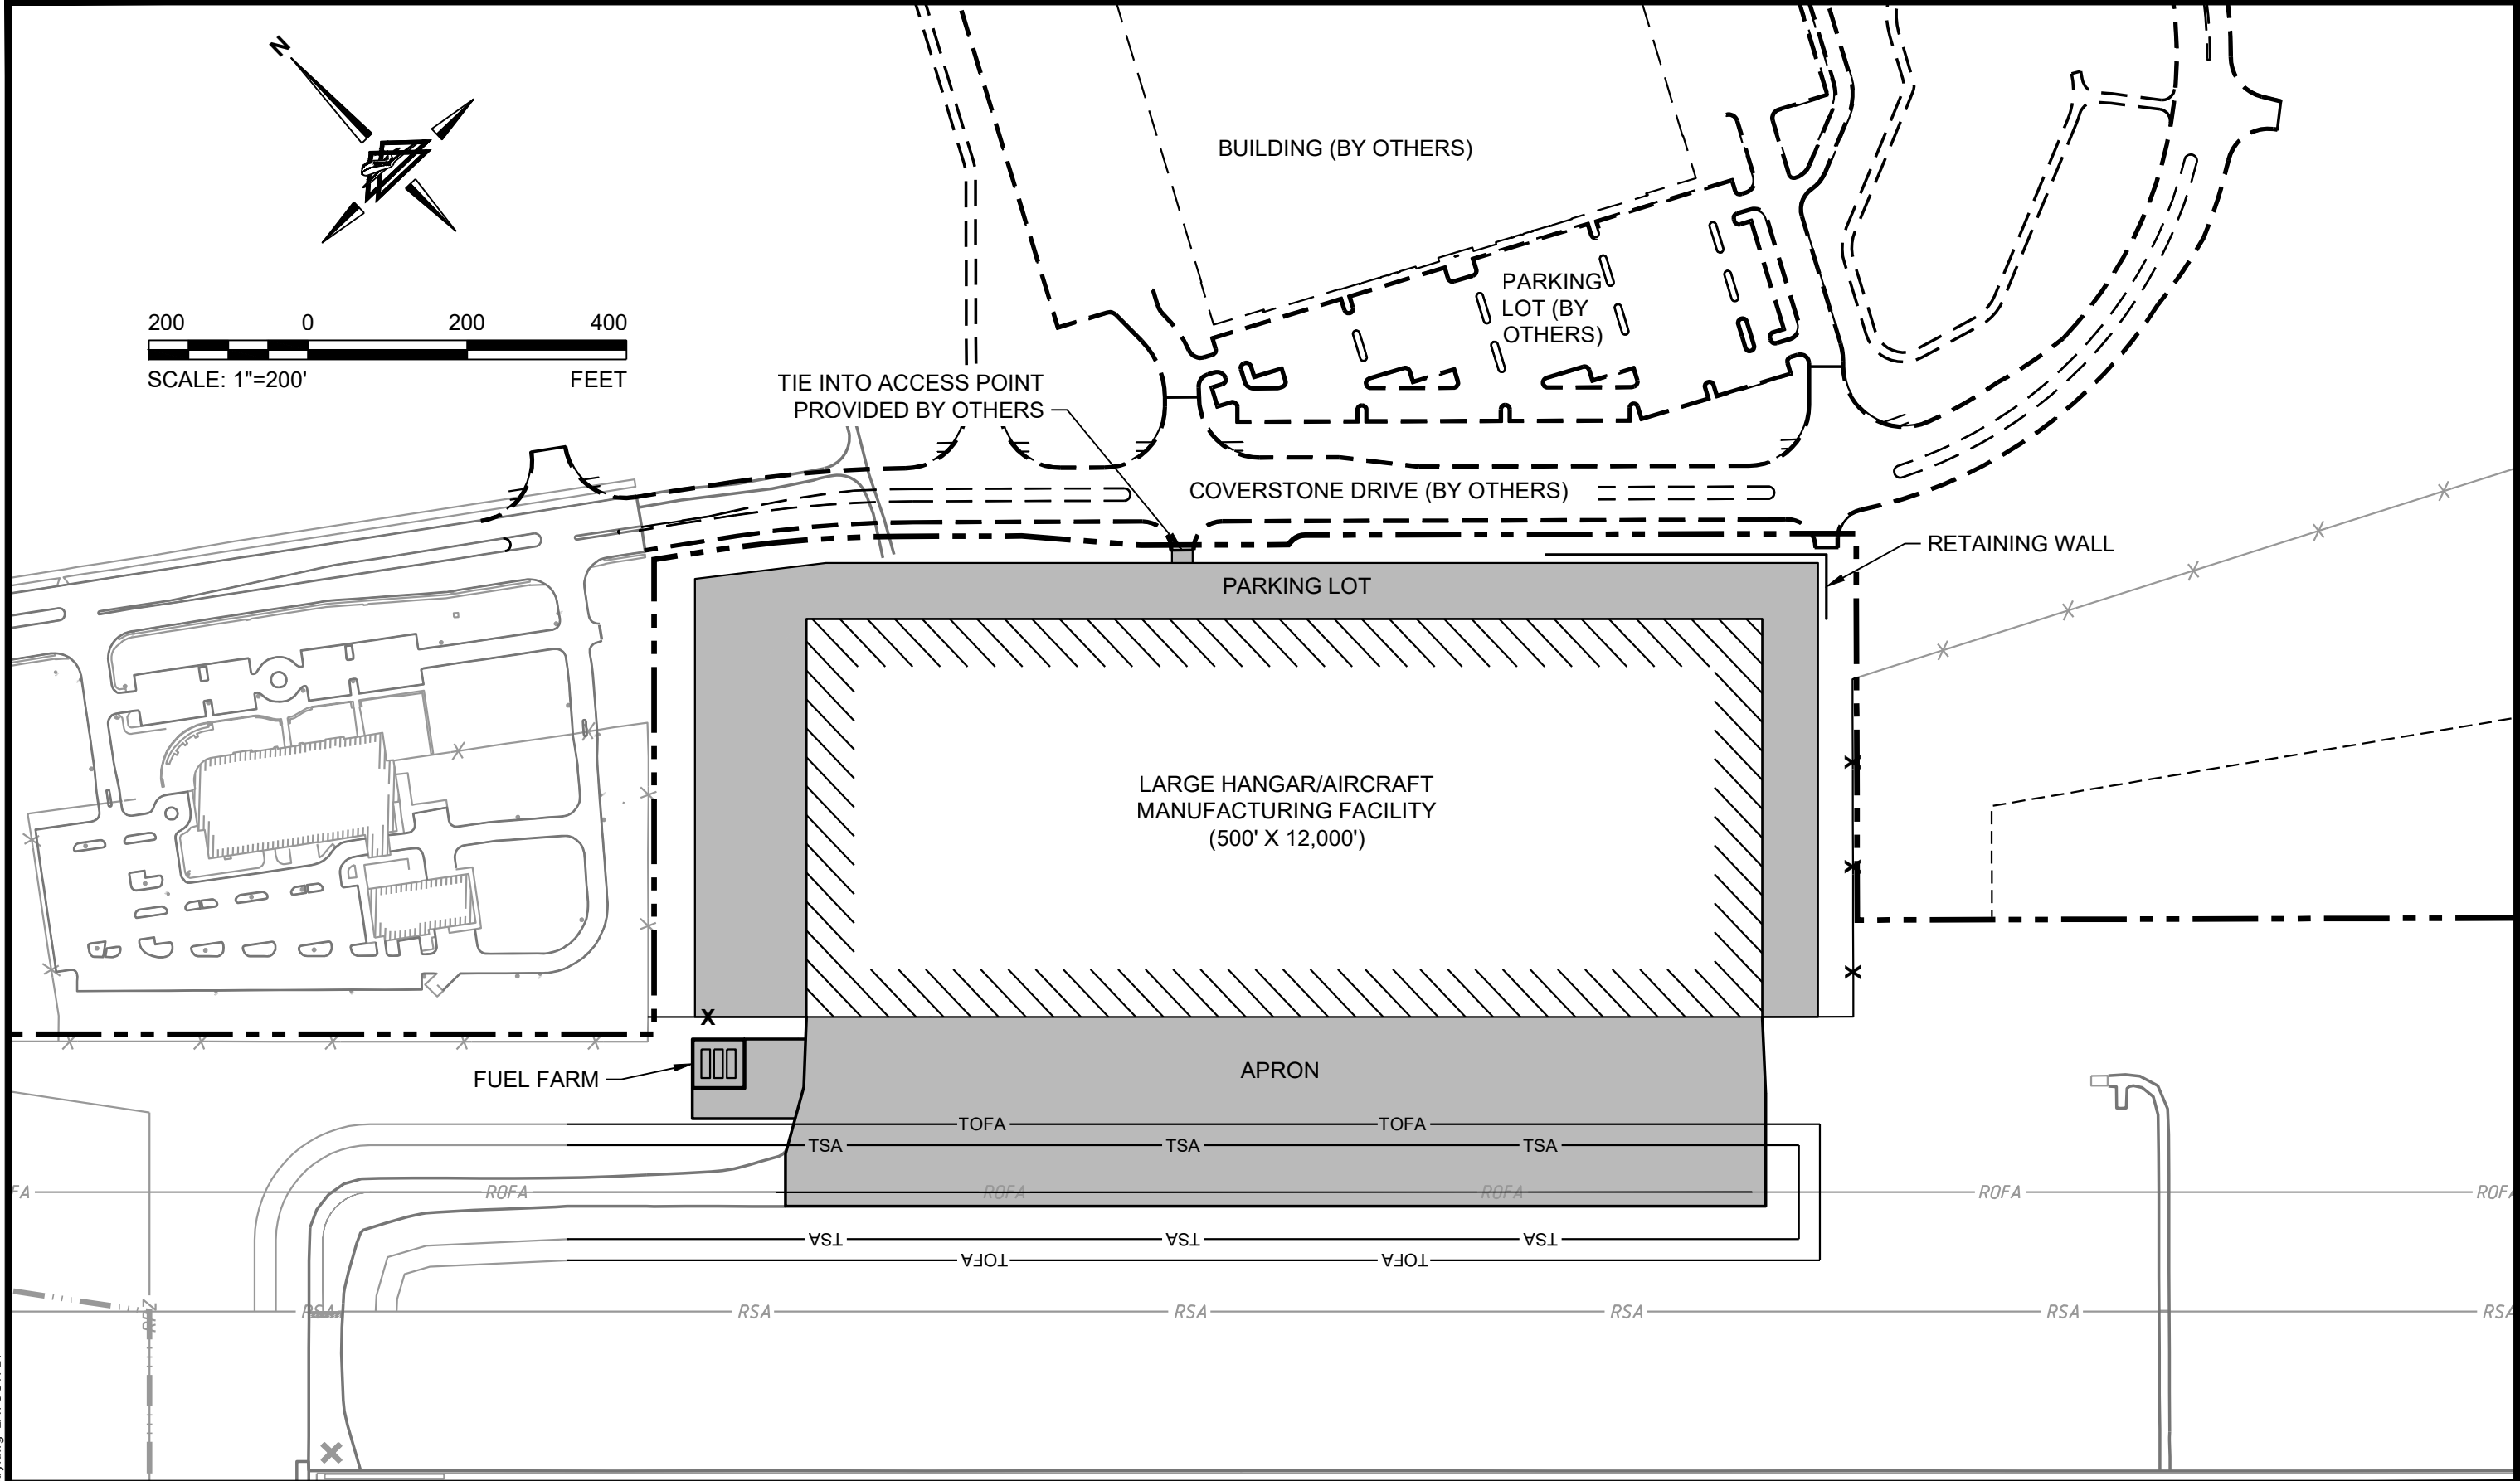 N
BUILDING (BY OTHERS)
PARKING
LOT (BY
OTHERS)
200 0 200 400
SCALE: 1"=200' FEET
TIE INTO ACCESS POINT
PROVIDED BY OTHERS
COVERSTONE DRIVE (BY OTHERS)
RETAINING WALL
PARKING LOT
LARGE HANGAR/AIRCRAFT
MANUFACTURING FACILITY
(500' X 12,000')
X
X
X
X
FUEL FARM
APRON
TOFA TOFA
TSA TSA TSA
ROFA ROFA ROFA ROFA
TSA TSA TSA
TOFA TOFA
RSA RSA RSA RSA RSA
RPZ